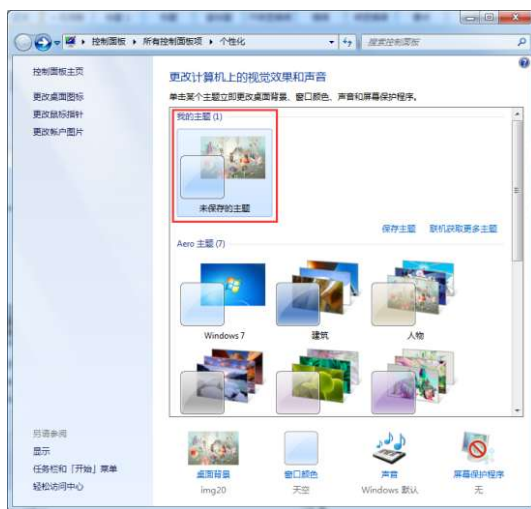 控制面板 ▸ 所有控制面板项 ▸ 个性化
搜索控制面板
控制面板主页
更改桌面图标
更改鼠标指针
更改帐户图片
更改计算机上的视觉效果和声音
单击某个主题立即更改桌面背景、窗口颜色、声音和屏幕保护程序。
我的主题 (1)
未保存的主题
保存主题 联机获取更多主题
Aero 主题 (7)
Windows 7 建筑 人物
另请参阅
显示
任务栏和「开始」菜单
轻松访问中心
桌面背景 窗口颜色 声音 屏幕保护程序
img20 天空 Windows 默认 无